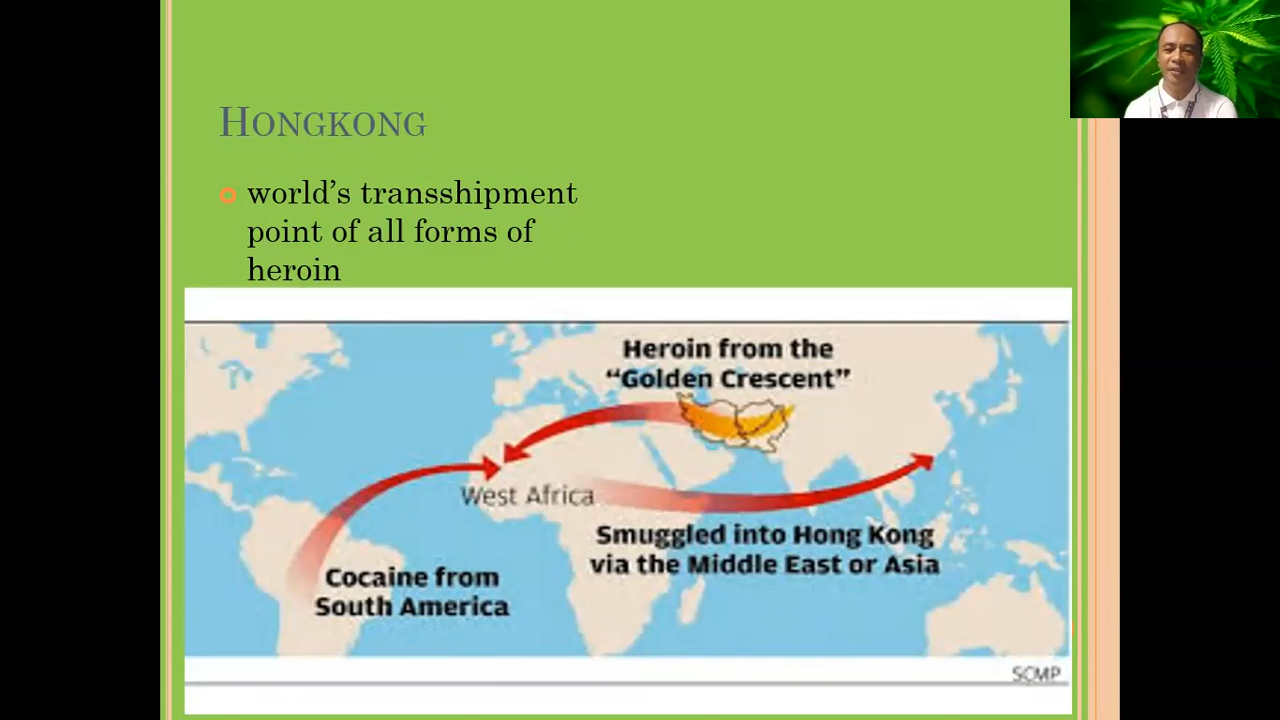 HONGKONG
world's transshipment
point of all forms of
heroin
Heroin from the
“Golden Crescent”
West Africa
Smuggled into Hong Kong
via the Middle East or Asia
Cocaine from
South America
SCMP